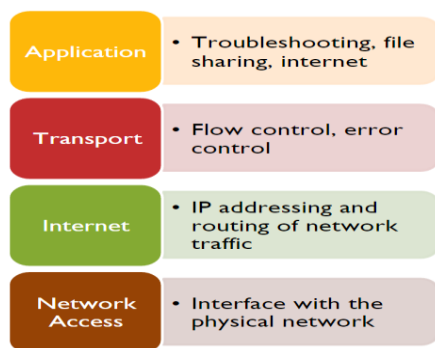 Application
• Troubleshooting, file
sharing, internet
Transport
• Flow control, error
control
Internet
• IP addressing and
routing of network
traffic
Network
Access
• Interface with the
physical network